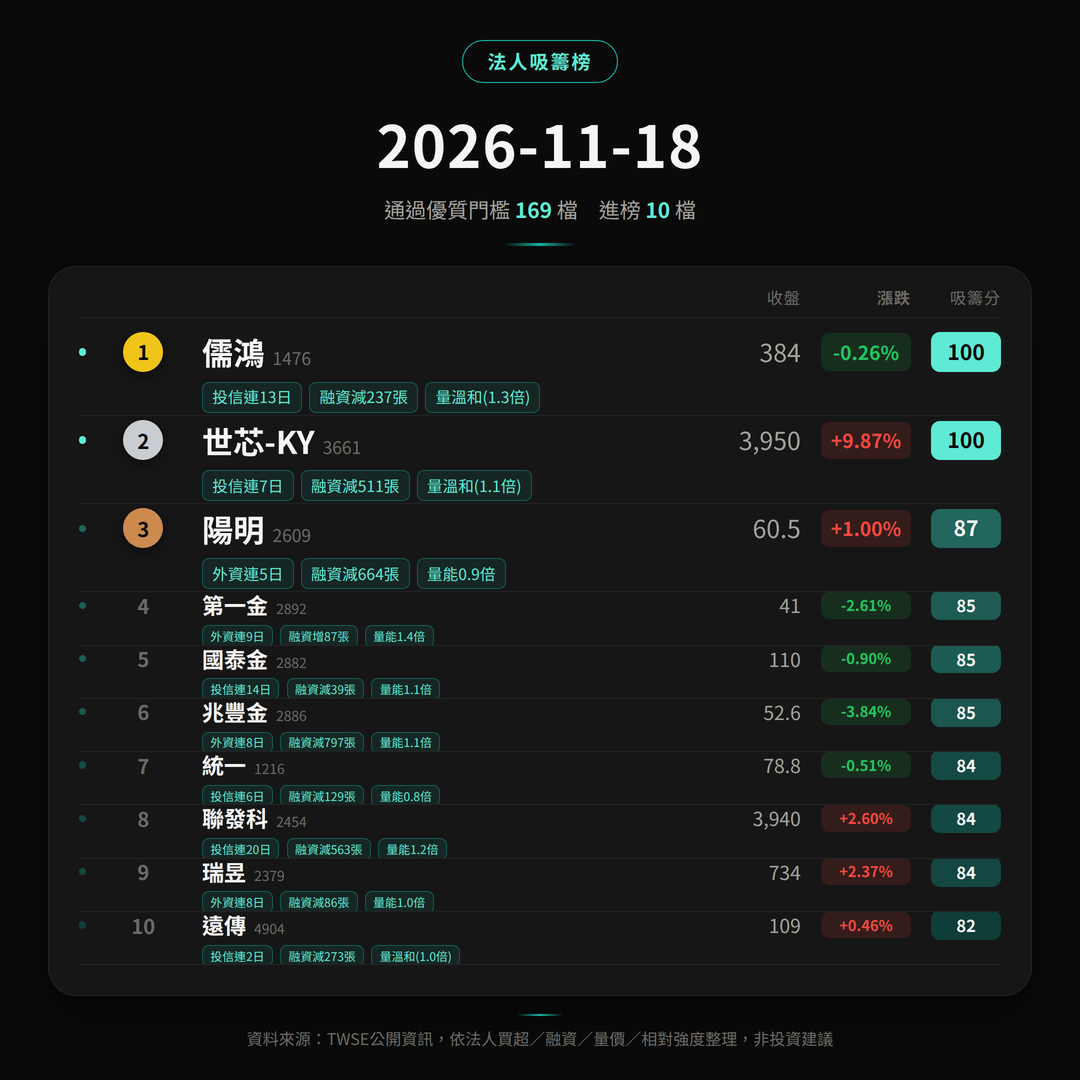 法人吸籌榜
2026-11-18
通過優質門檻 169 檔 進榜 10 檔
收盤 漲跌 吸籌分
1 儒鴻 1476 384 -0.26% 100
投信連13日 融資減237張 量溫和(1.3倍)
2 世芯-KY 3661 3,950 +9.87% 100
投信連7日 融資減511張 量溫和(1.1倍)
3 陽明 2609 60.5 +1.00% 87
外資連5日 融資減664張 量能0.9倍
4 第一金 2892 41 -2.61% 85
外資連9日 融資增87張 量能1.4倍
5 國泰金 2882 110 -0.90% 85
投信連14日 融資減39張 量能1.1倍
6 兆豐金 2886 52.6 -3.84% 85
外資連8日 融資減797張 量能1.1倍
7 統一 1216 78.8 -0.51% 84
投信連6日 融資減129張 量能0.8倍
8 聯發科 2454 3,940 +2.60% 84
投信連20日 融資減563張 量能1.2倍
9 瑞昱 2379 734 +2.37% 84
外資連8日 融資減86張 量能1.0倍
10 遠傳 4904 109 +0.46% 82
投信連2日 融資減273張 量溫和(1.0倍)
資料來源：TWSE公開資訊，依法人買超／融資／量價／相對強度整理，非投資建議